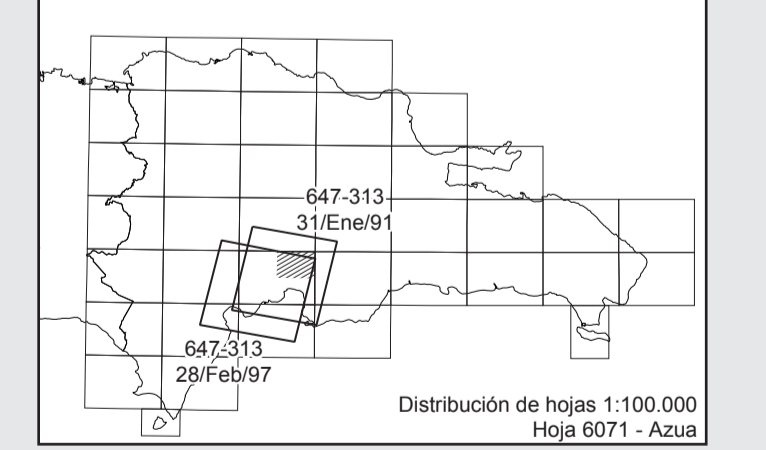 647-313
31/Ene/91
647-313
28/Feb/97
Distribución de hojas 1:100.000
Hoja 6071 - Azua